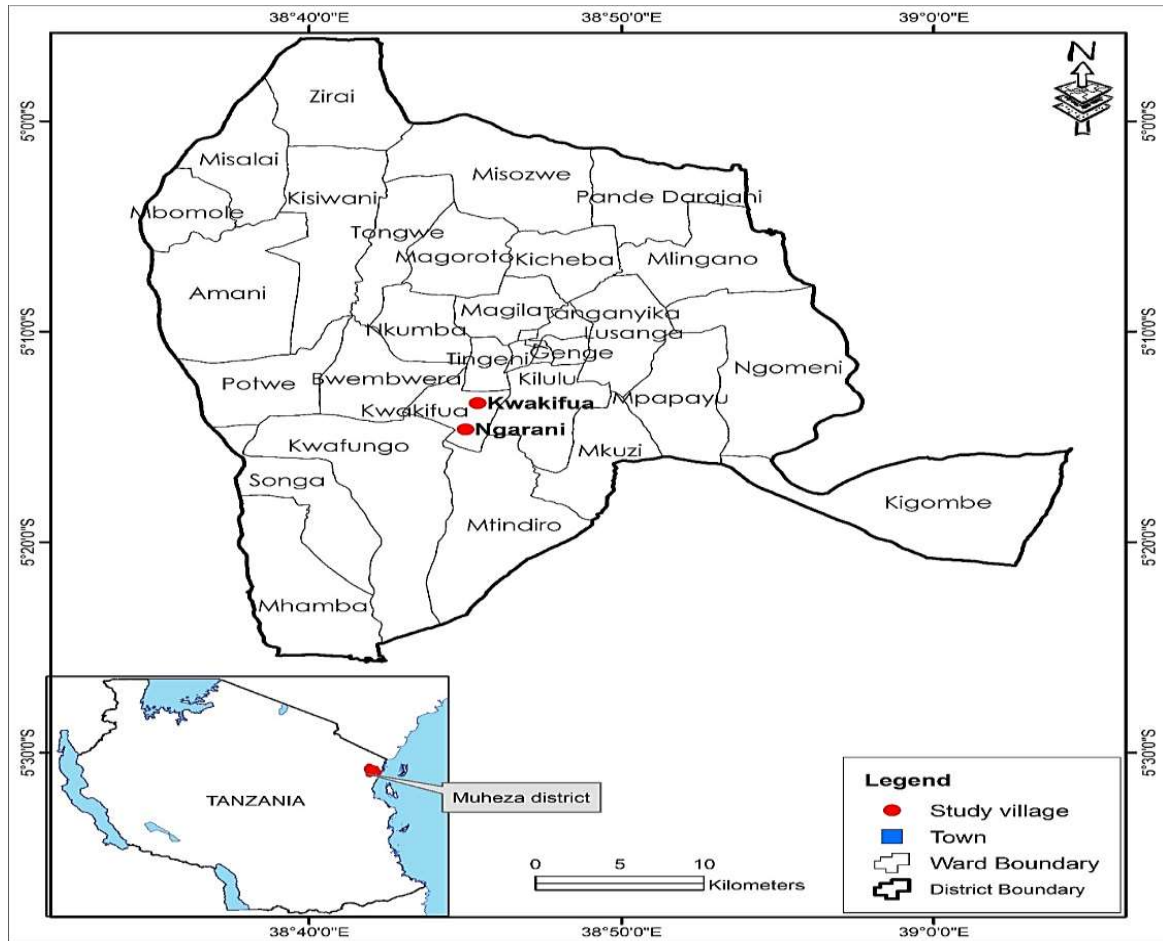 38°40'0"E 38°50'0"E 39°0'0"E
N
5°0'0"S 5°0'0"S
Zirai
Misalai
Misozwe
Kisiwani
Pande Darajani
Mbomole
Tongwe
Magoroto
Kicheba
Mlingano
Amani
Magila
Tanganyika
Nkumba
Lusanga
5°10'0"S 5°10'0"S
Tingeni
Genge
Ngomeni
Potwe
Bwembwera
Kilulu
Mpapayu
Kwakifua
Kwakifua
Ngarani
Kwafungo
Mkuzi
Songa
Kigombe
Mtindiro
5°20'0"S 5°20'0"S
Mhamba
5°30'0"S 5°30'0"S
TANZANIA
Muheza district
0 5 10
Kilometers
Legend
Study village
Town
Ward Boundary
District Boundary
38°40'0"E 38°50'0"E 39°0'0"E